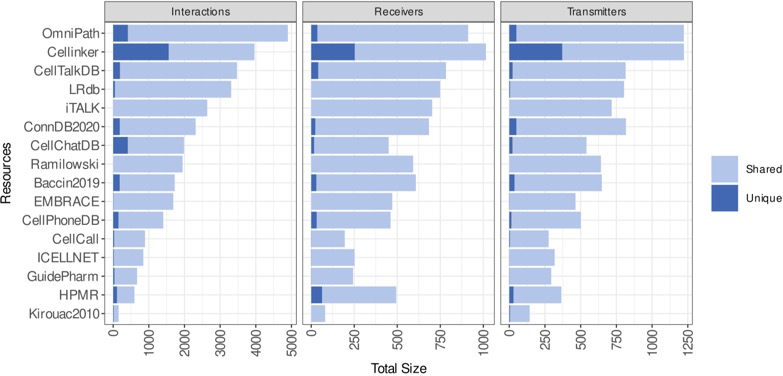 Interactions
Receivers
Transmitters
Resources
OmniPath
Cellinker
CellTalkDB
LRdb
iTALK
ConnDB2020
CellChatDB
Ramilowski
Baccin2019
EMBRACE
CellPhoneDB
CellCall
ICELLNET
GuidePharm
HPMR
Kirouac2010
0 1000 2000 3000 4000 5000
0 250 500 750 1000
0 250 500 750 1000 1250
Total Size
Shared
Unique